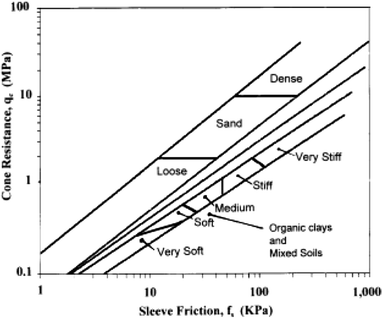 100
10
1
0.1
Cone Resistance, qc (MPa)
Dense
Sand
Loose
Very Stiff
Stiff
Medium
Soft
Very Soft
Organic clays
and
Mixed Soils
1
10
100
1,000
Sleeve Friction, fs (KPa)